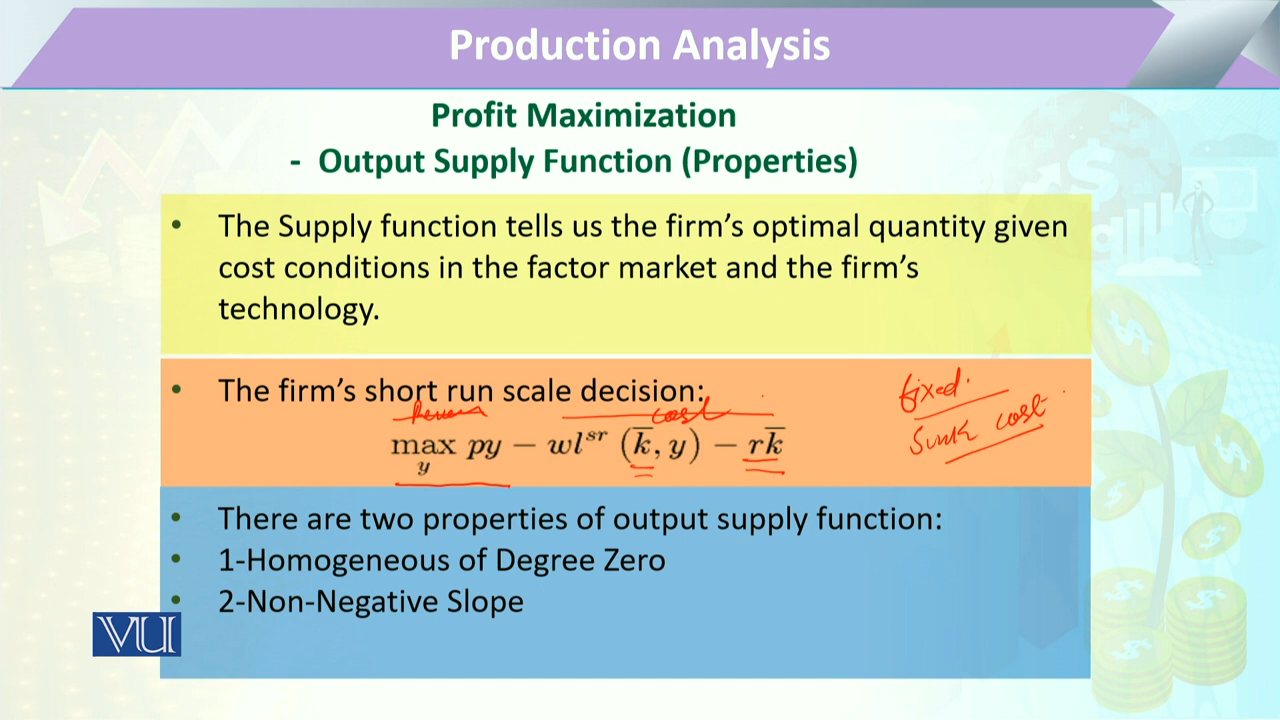 Production Analysis
Profit Maximization
- Output Supply Function (Properties)
• The Supply function tells us the firm's optimal quantity given
cost conditions in the factor market and the firm's
technology.
• The firm's short run scale decision:
fixed.
Sunk cost
cost
max py − wlˢʳ (k̅, y) − rk̅
y
• There are two properties of output supply function:
• 1-Homogeneous of Degree Zero
• 2-Non-Negative Slope
VU